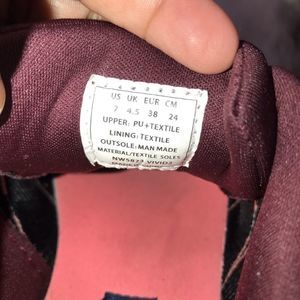 US UK EUR CM
7 4.5 38 24
UPPER: PU+TEXTILE
LINING: TEXTILE
OUTSOLE: MAN MADE
MATERIAL/TEXTILE SOLES